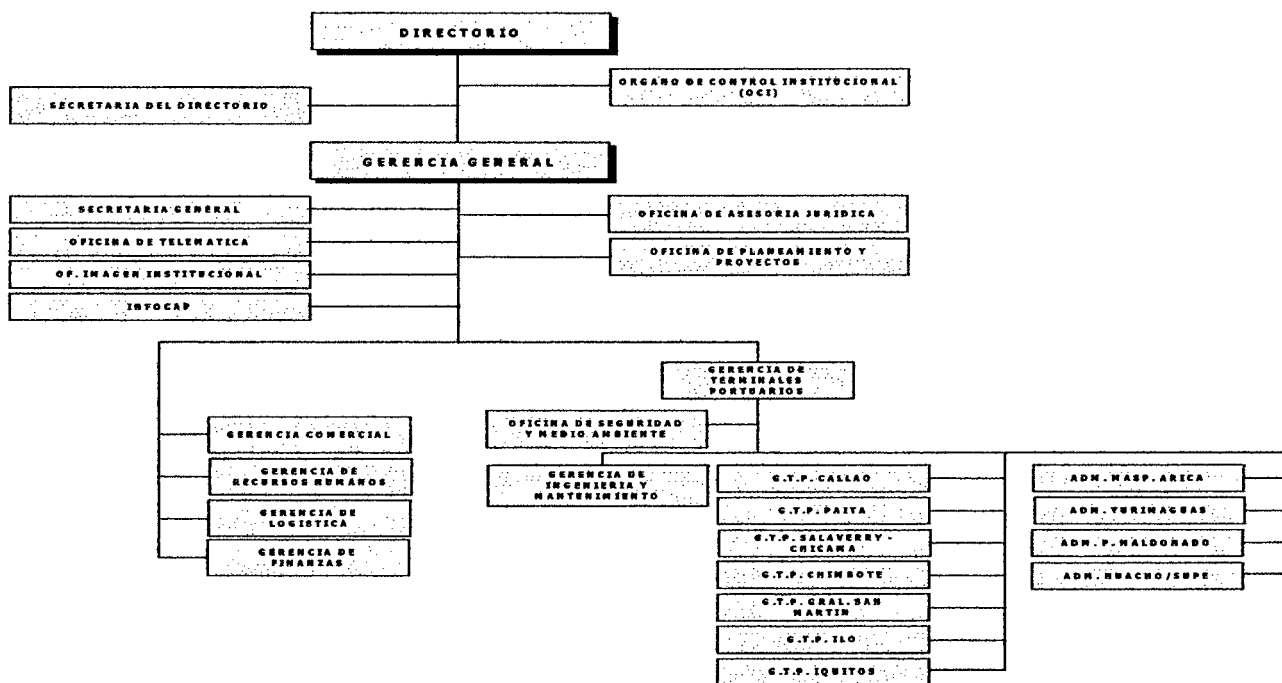 DIRECTORIO
ORGANO DE CONTROL INSTITUCIONAL
(OCI)
SECRETARIA DEL DIRECTORIO
GERENCIA GENERAL
SECRETARIA GENERAL
OFICINA DE ASESORIA JURIDICA
OFICINA DE TELEMATICA
OFICINA DE PLANEAMIENTO Y
PROYECTOS
OF. IMAGEN INSTITUCIONAL
INFOCAP
GERENCIA DE
TERMINALES
PORTUARIOS
OFICINA DE SEGURIDAD
Y MEDIO AMBIENTE
GERENCIA COMERCIAL
GERENCIA DE
RECURSOS HUMANOS
GERENCIA DE
LOGISTICA
GERENCIA DE
FINANZAS
GERENCIA DE
INGENIERIA Y
MANTENIMIENTO
G.T.P. CALLAO
G.T.P. PAITA
G.T.P. SALAVERRY -
CHICAMA
G.T.P. CHIMBOTE
G.T.P. GRAL. SAN
MARTIN
G.T.P. ILO
G.T.P. IQUITOS
ADM. MASP. ARICA
ADM. YURIMAGUAS
ADM. P. MALDONADO
ADM. HUACHO/SUPE